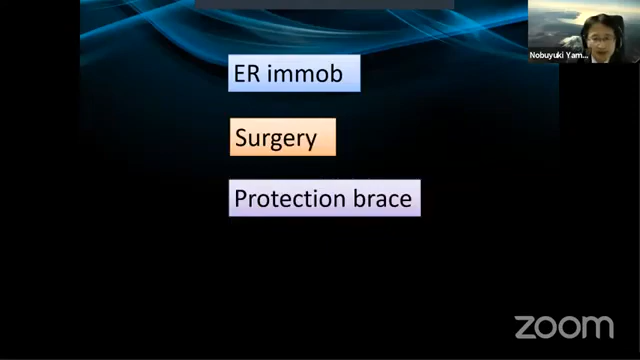 Nobuyuki Yam...
ER immob
Surgery
Protection brace
zoom